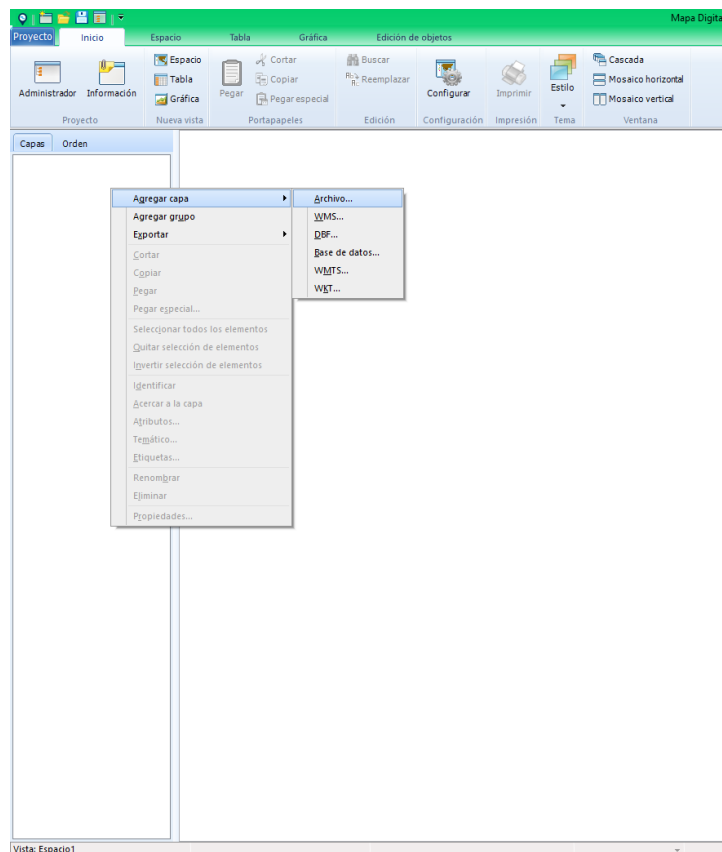 Mapa Digita
Proyecto Inicio Espacio Tabla Gráfica Edición de objetos
Administrador Información
Espacio
Tabla
Gráfica
Pegar
Cortar
Copiar
Pegar especial
Buscar
Reemplazar
Configurar
Imprimir
Estilo
Cascada
Mosaico horizontal
Mosaico vertical
Proyecto Nueva vista Portapapeles Edición Configuración Impresión Tema Ventana
Capas Orden
Agregar capa
Agregar grupo
Exportar
Cortar
Copiar
Pegar
Pegar especial...
Seleccionar todos los elementos
Quitar selección de elementos
Invertir selección de elementos
Identificar
Acercar a la capa
Atributos...
Temático...
Etiquetas...
Renombrar
Eliminar
Propiedades...
Archivo...
WMS...
DBF...
Base de datos...
WMTS...
WKT...
Vista: Espacio1